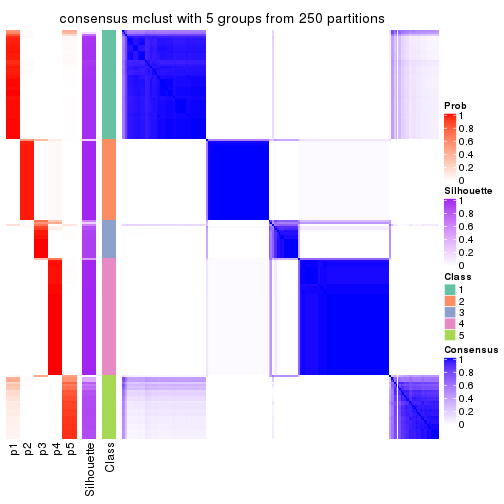 consensus mclust with 5 groups from 250 partitions
Prob
1
0.8
0.6
0.4
0.2
0
Silhouette
1
0.8
0.6
0.4
0.2
0
Class
1
2
3
4
5
Consensus
1
0.8
0.6
0.4
0.2
0
p1
p2
p3
p4
p5
Silhouette
Class